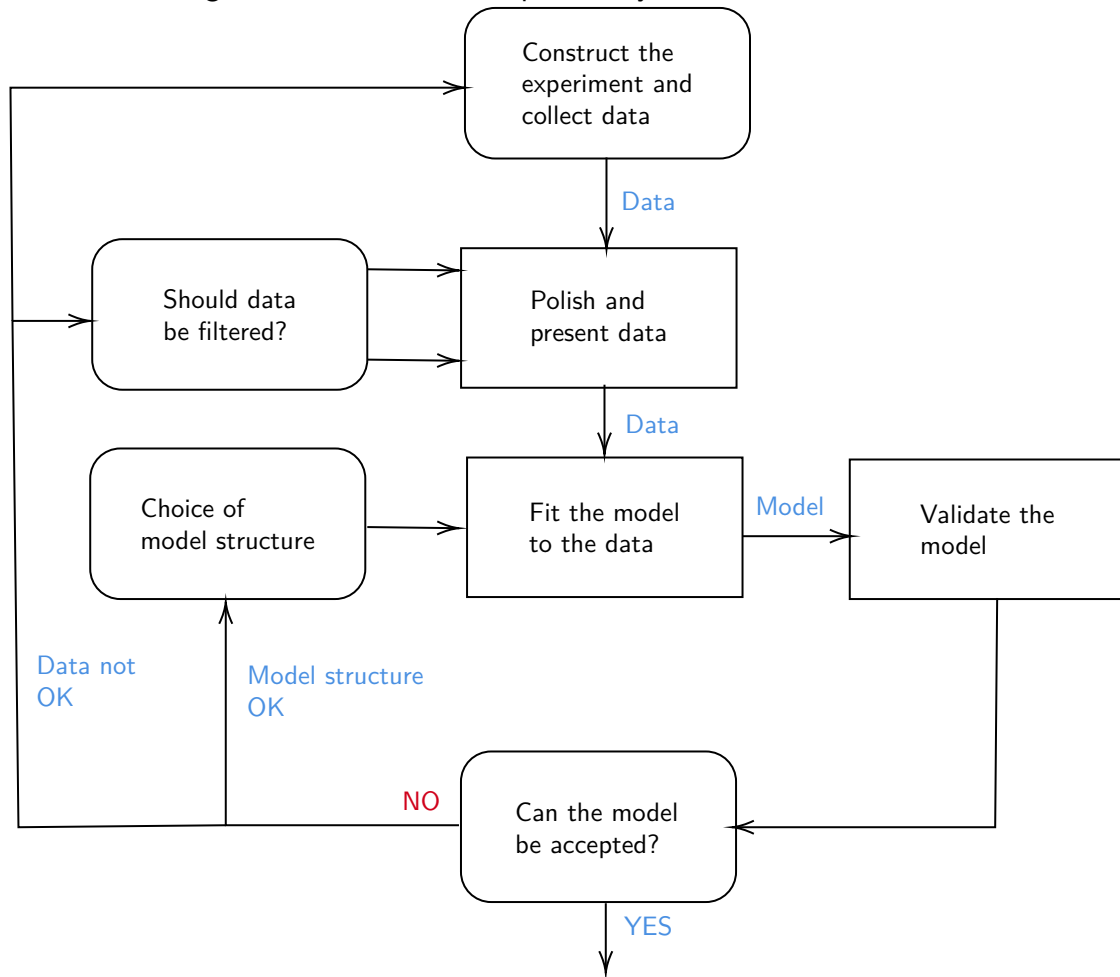 Construct the
experiment and
collect data
Data
Should data
be filtered?
Polish and
present data
Data
Choice of
model structure
Fit the model
to the data
Model
Validate the
model
Data not
OK
Model structure
OK
NO
Can the model
be accepted?
YES